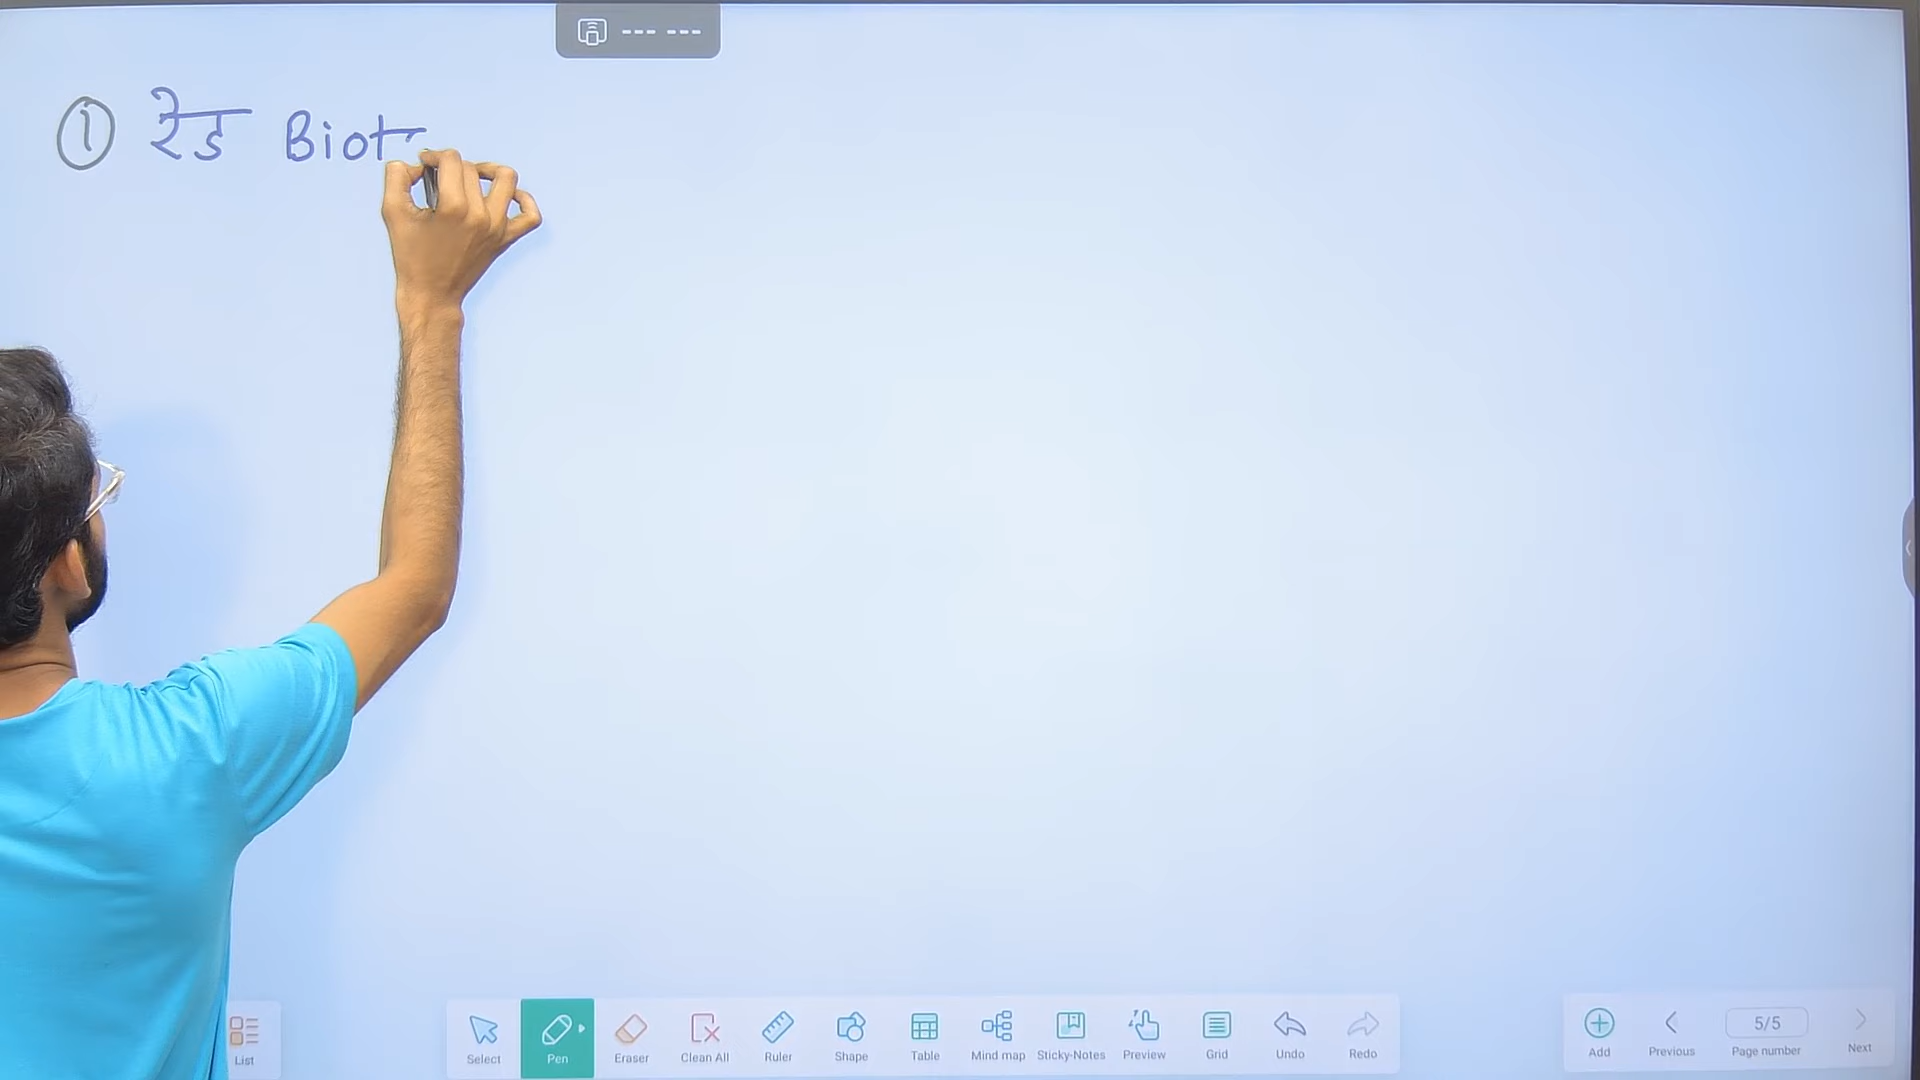 --- ---
① रेड Biot
List
Select
Pen
Eraser
Clean All
Ruler
Shape
Table
Mind map
Sticky-Notes
Preview
Grid
Undo
Redo
Add
Previous
5/5
Page number
Next